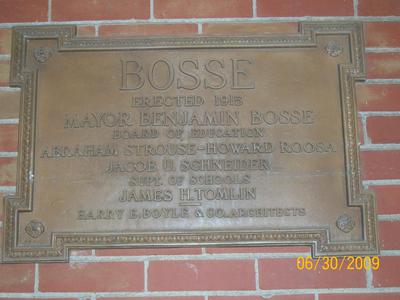 BOSSE
ERECTED 1915
MAYOR BENJAMIN BOSSE
BOARD OF EDUCATION
ABRAHAM STROUSE-HOWARD ROOSA
JACOB U. SCHNEIDER
SUPT. OF SCHOOLS
JAMES H. TOMLIN
HARRY E. BOYLE & CO. ARCHITECTS
06/30/2009